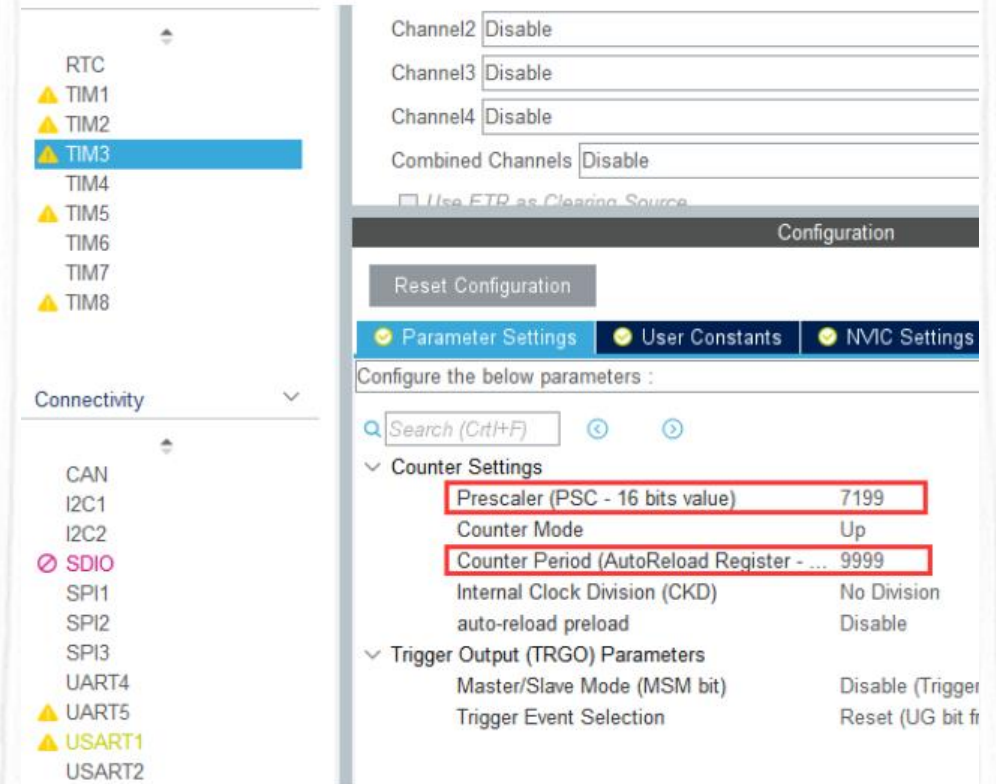 RTC
TIM1
TIM2
TIM3
TIM4
TIM5
TIM6
TIM7
TIM8
Connectivity
CAN
I2C1
I2C2
SDIO
SPI1
SPI2
SPI3
UART4
UART5
USART1
USART2
Channel2 Disable
Channel3 Disable
Channel4 Disable
Combined Channels Disable
Use ETR as Clearing Source
Configuration
Reset Configuration
Parameter Settings User Constants NVIC Settings
Configure the below parameters :
Search (Crtl+F)
Counter Settings
Prescaler (PSC - 16 bits value) 7199
Counter Mode Up
Counter Period (AutoReload Register - ... 9999
Internal Clock Division (CKD) No Division
auto-reload preload Disable
Trigger Output (TRGO) Parameters
Master/Slave Mode (MSM bit) Disable (Trigger
Trigger Event Selection Reset (UG bit